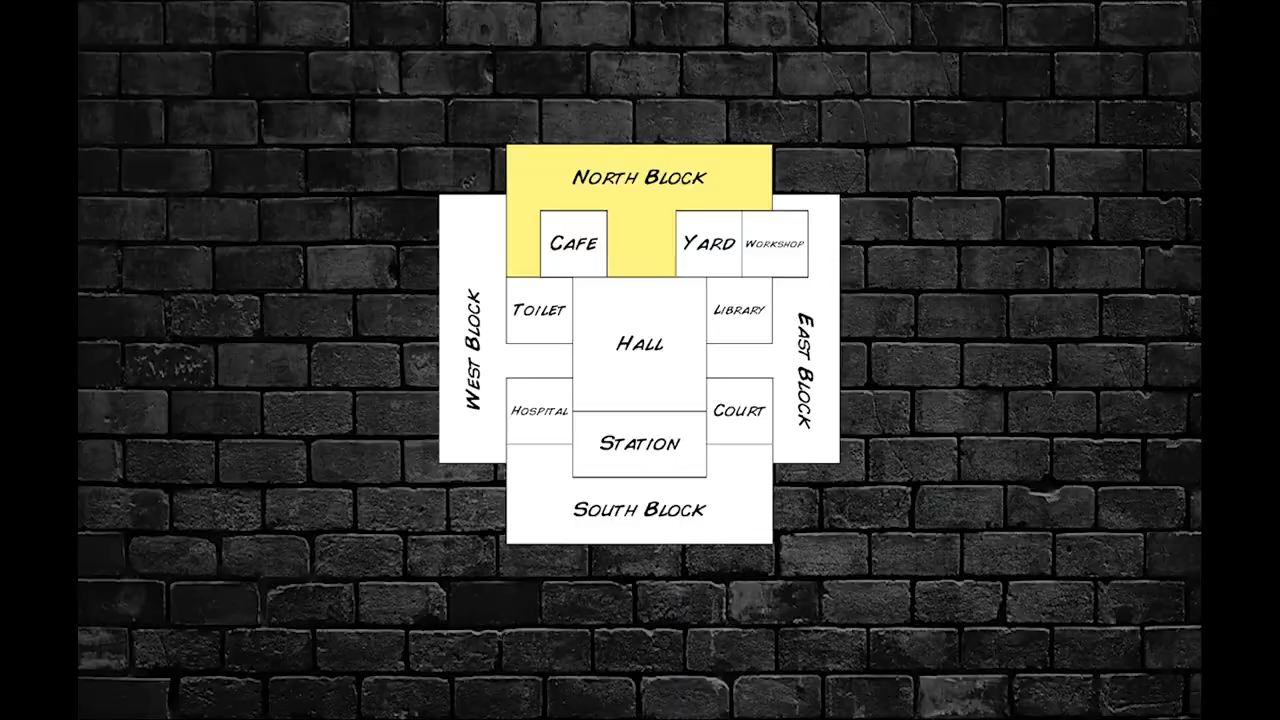 NORTH BLOCK
CAFE
YARD
WORKSHOP
TOILET
LIBRARY
HALL
WEST BLOCK
EAST BLOCK
HOSPITAL
COURT
STATION
SOUTH BLOCK